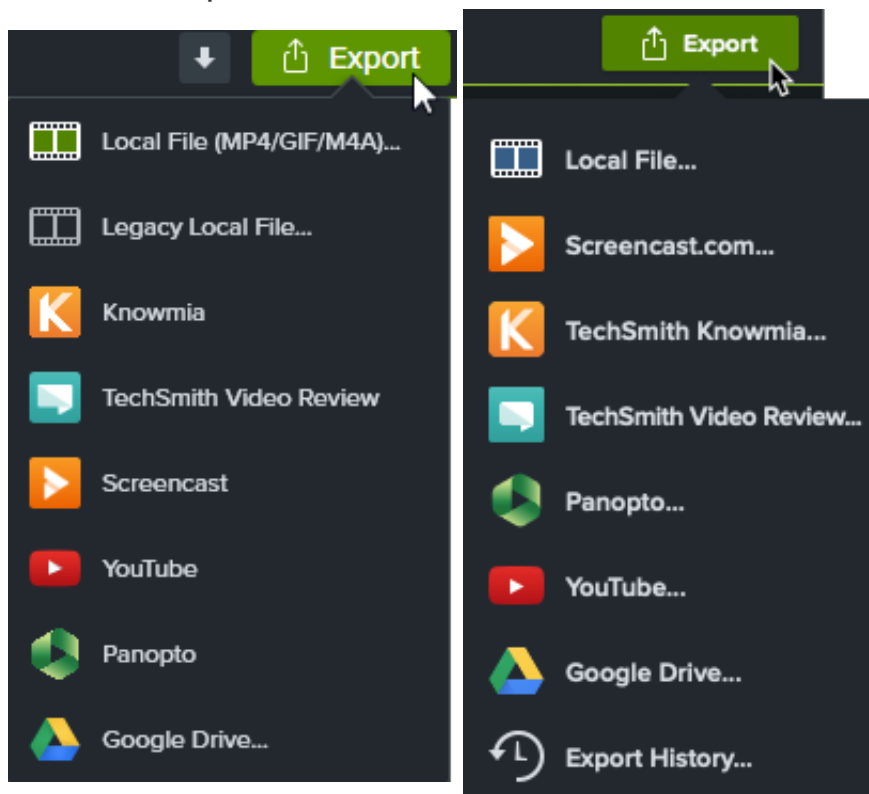 Export
Local File (MP4/GIF/M4A)...
Legacy Local File...
Knowmia
TechSmith Video Review
Screencast
YouTube
Panopto
Google Drive...
Export
Local File...
Screencast.com...
TechSmith Knowmia...
TechSmith Video Review...
Panopto...
YouTube...
Google Drive...
Export History...